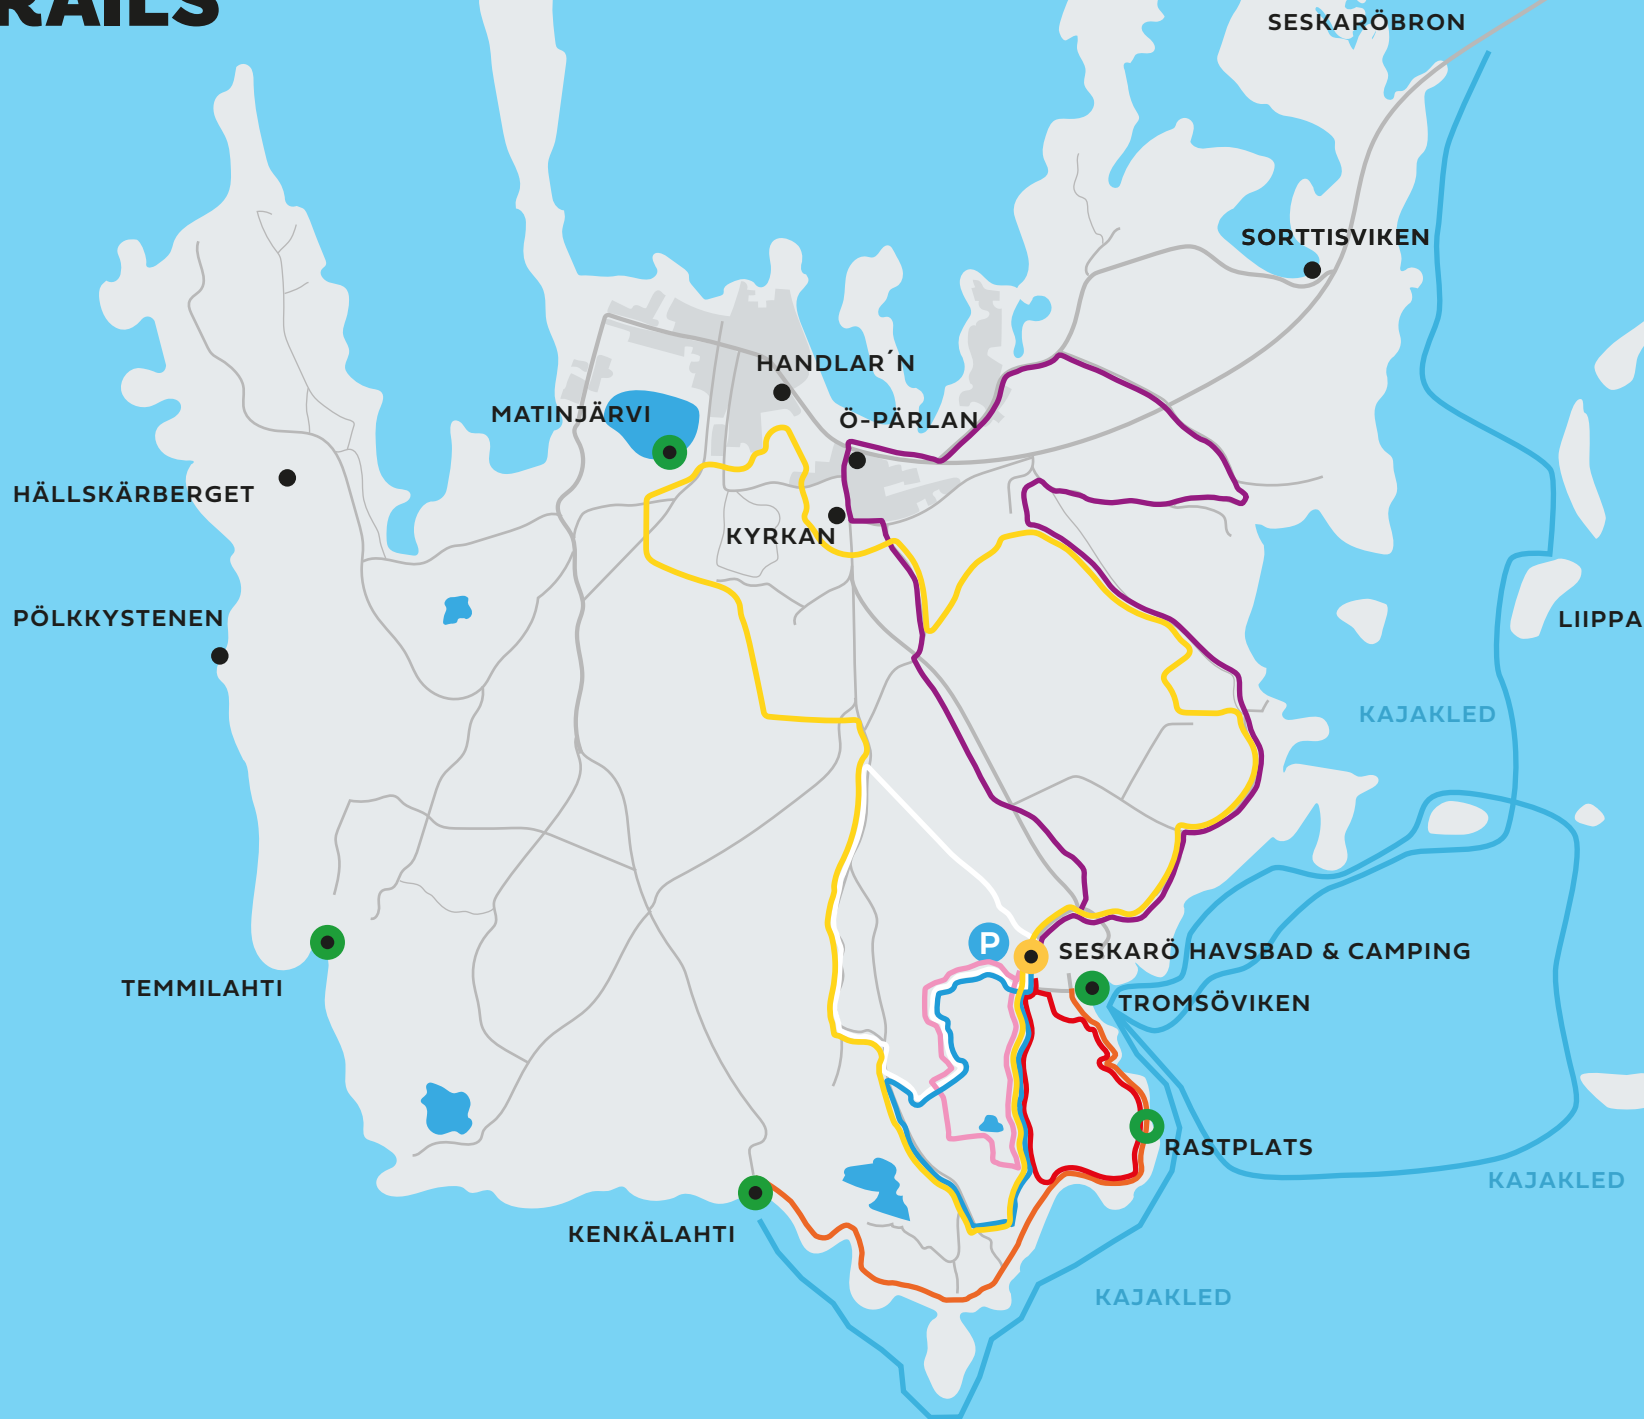 RAILS
SESKARÖBRON
SORTTISVIKEN
HANDLAR´N
MATINJÄRVI
Ö-PÄRLAN
HÄLLSKÄRBERGET
KYRKAN
PÖLKKYSTENEN
LIIPPA
KAJAKLED
P
SESKARÖ HAVSBAD & CAMPING
TEMMILAHTI
TROMSÖVIKEN
RASTPLATS
KAJAKLED
KENKÄLAHTI
KAJAKLED